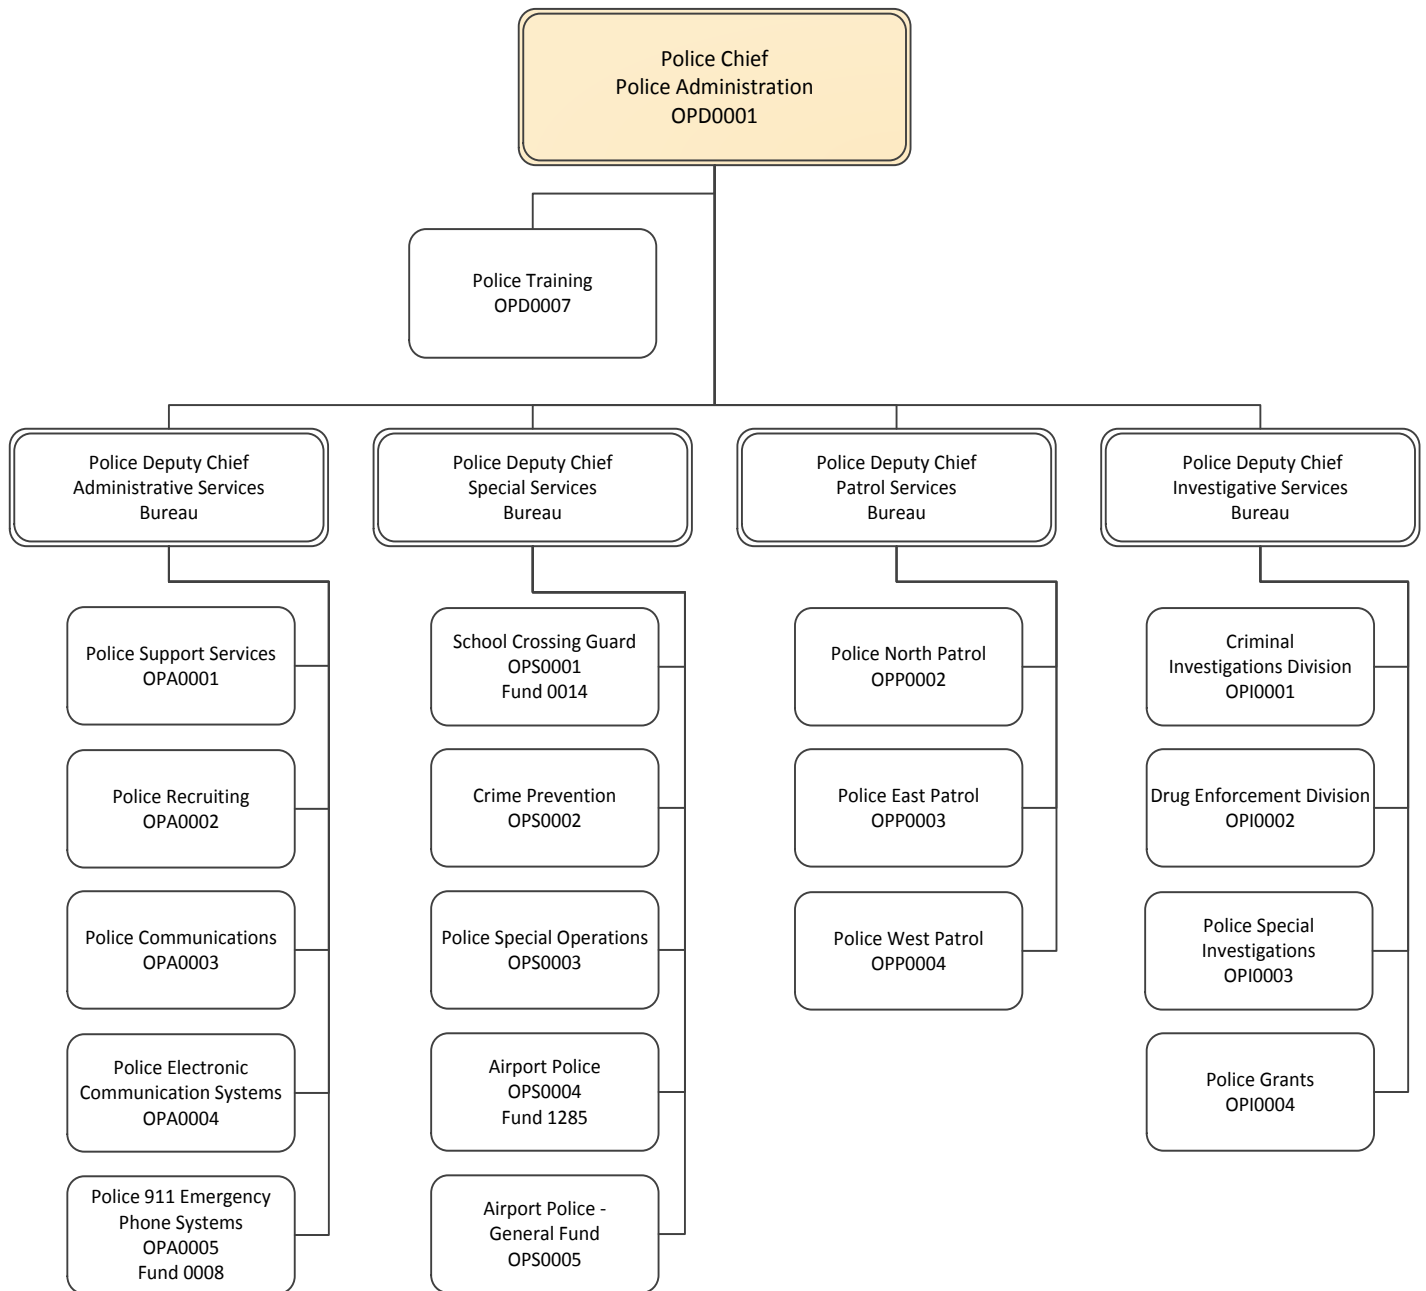 Police Chief
Police Administration
OPD0001
Police Training
OPD0007
Police Deputy Chief
Administrative Services
Bureau
Police Deputy Chief
Special Services
Bureau
Police Deputy Chief
Patrol Services
Bureau
Police Deputy Chief
Investigative Services
Bureau
Police Support Services
OPA0001
School Crossing Guard
OPS0001
Fund 0014
Police North Patrol
OPP0002
Criminal
Investigations Division
OPI0001
Police Recruiting
OPA0002
Crime Prevention
OPS0002
Police East Patrol
OPP0003
Drug Enforcement Division
OPI0002
Police Communications
OPA0003
Police Special Operations
OPS0003
Police West Patrol
OPP0004
Police Special
Investigations
OPI0003
Police Electronic
Communication Systems
OPA0004
Airport Police
OPS0004
Fund 1285
Police Grants
OPI0004
Police 911 Emergency
Phone Systems
OPA0005
Fund 0008
Airport Police -
General Fund
OPS0005